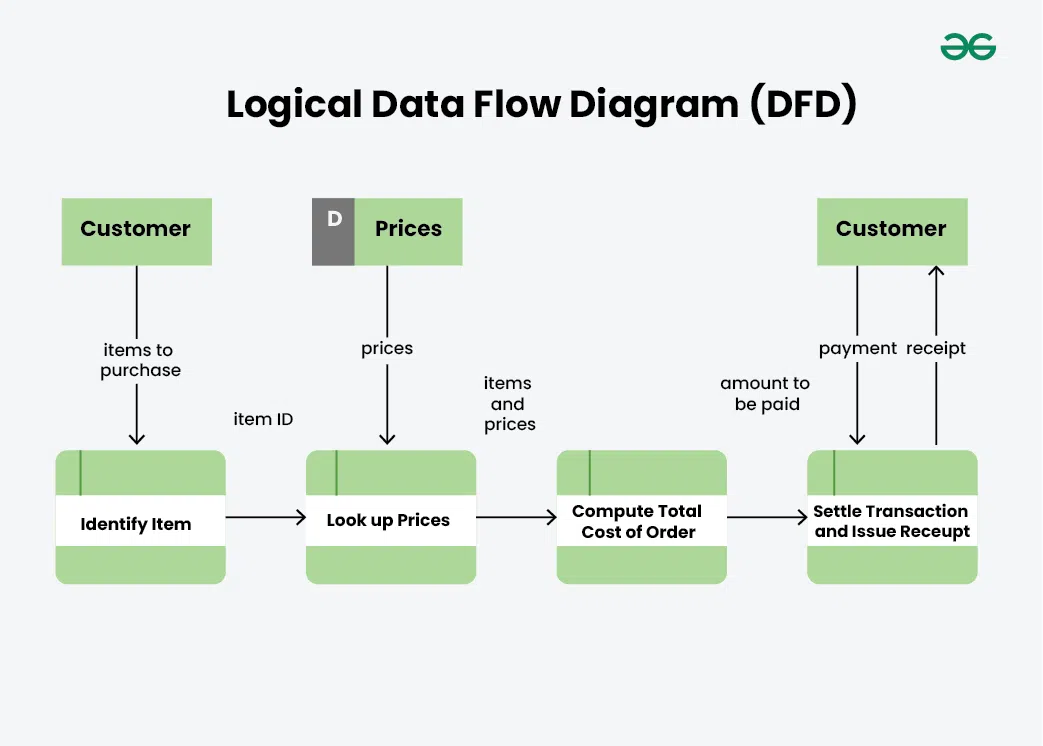 Logical Data Flow Diagram (DFD)
Customer
D
Prices
Customer
items to
purchase
prices
payment
receipt
item ID
items
and
prices
amount to
be paid
Identify Item
Look up Prices
Compute Total
Cost of Order
Settle Transaction
and Issue Receupt